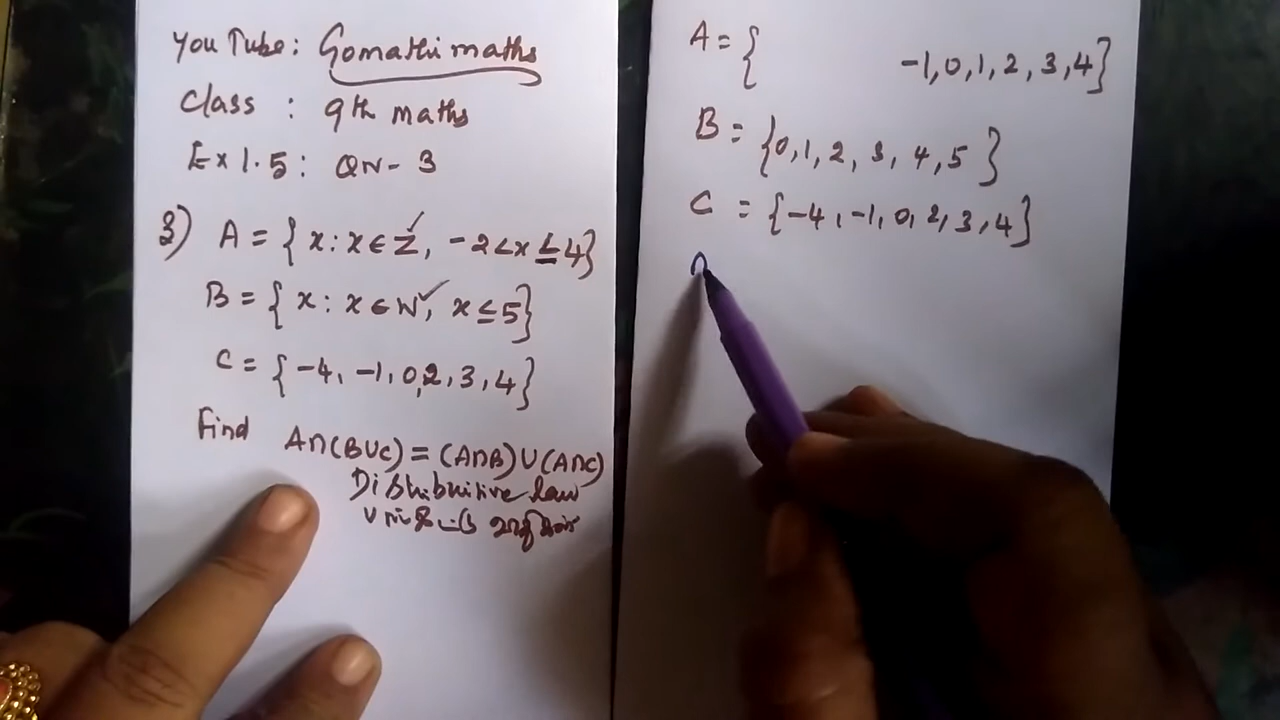 YouTube: Gomathi maths
Class : 9th maths
Ex 1.5: QN- 3
3) A = { x : x ∈ Z, -2 < x ≤ 4}
B = { x : x ∈ W, x ≤ 5}
C = { -4, -1, 0, 2, 3, 4}
Find A∩(B∪C) = (A∩B)∪(A∩C)
Distributive law
A = { -1, 0, 1, 2, 3, 4}
B = {0, 1, 2, 3, 4, 5 }
C = {-4, -1, 0, 2, 3, 4}